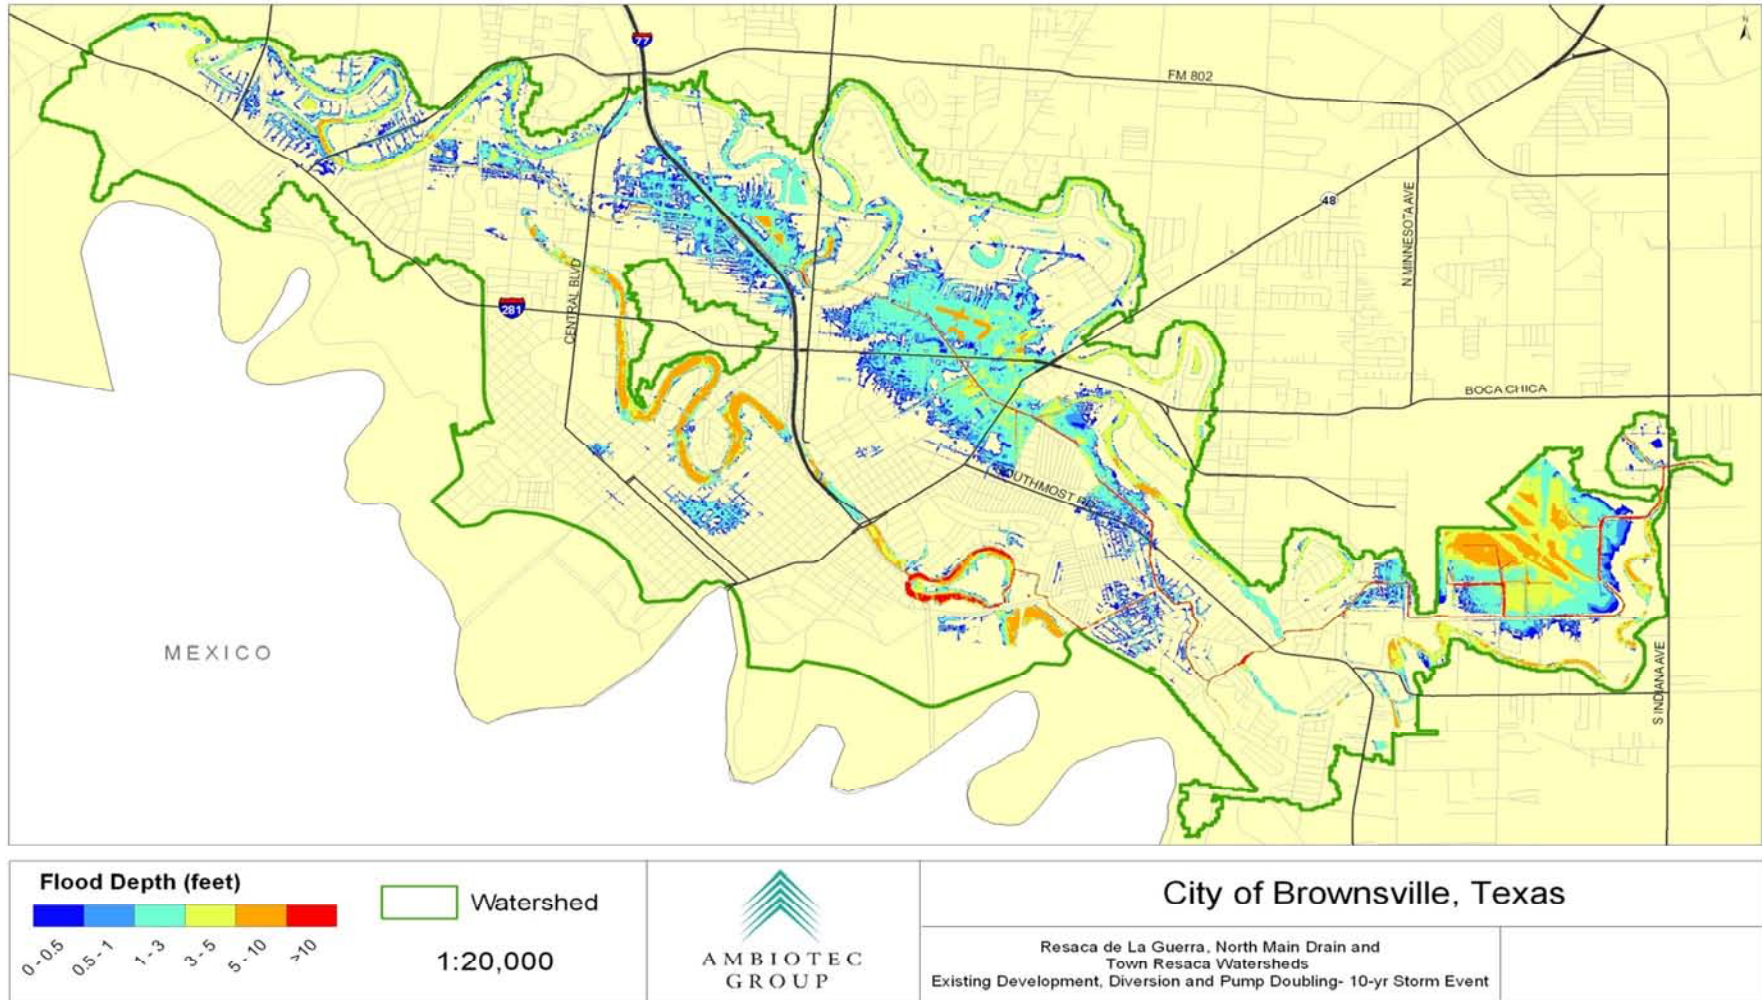 N
77
FM 802
48
N MINNESOTA AVE
281
CENTRAL BLVD
BOCA CHICA
SOUTHMOST
S INDIANA AVE
MEXICO
Flood Depth (feet)
0 - 0.5
0.5 - 1
1 - 3
3 - 5
5 - 10
>10
Watershed
1:20,000
AMBIOTEC
GROUP
City of Brownsville, Texas
Resaca de La Guerra, North Main Drain and
Town Resaca Watersheds
Existing Development, Diversion and Pump Doubling- 10-yr Storm Event